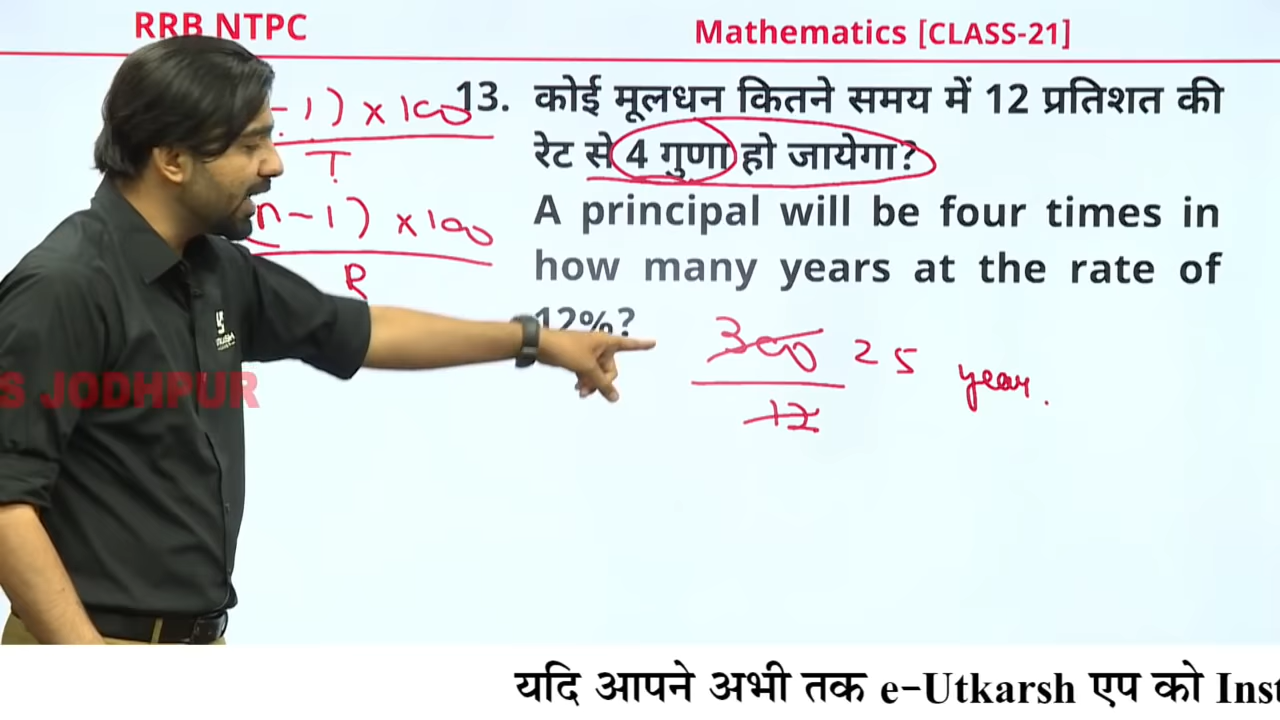 RRB NTPC
Mathematics [CLASS-21]
-1) × 100
T
n-1) × 100
R
13. कोई मूलधन कितने समय में 12 प्रतिशत की
रेट से 4 गुणा हो जायेगा?
A principal will be four times in
how many years at the rate of
12%?
300
12
25 year.
S JODHPUR
यदि आपने अभी तक e-Utkarsh एप को Inst